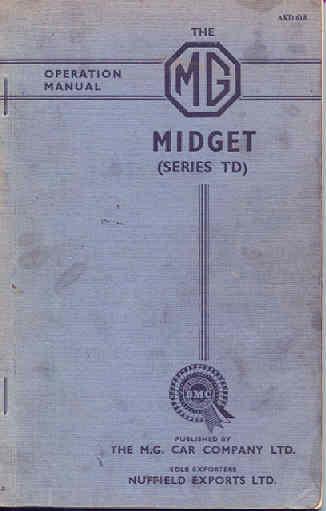 AKD 618
THE
MG
OPERATION
MANUAL
MIDGET
(SERIES TD)
BMC
PUBLISHED BY
THE M.G. CAR COMPANY LTD.
SOLE EXPORTERS
NUFFIELD EXPORTS LTD.